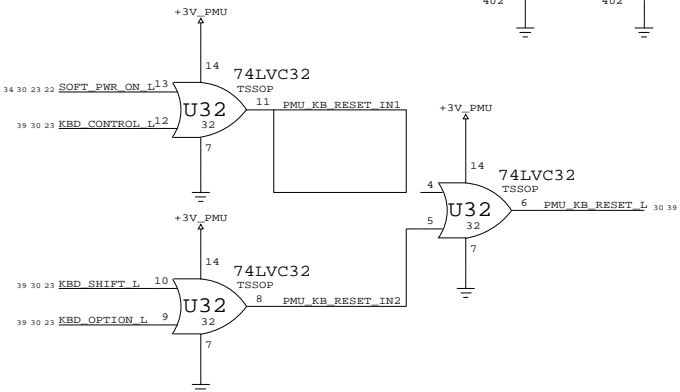 402 402
+3V_PMU
14
74LVC32
TSSOP
34 30 23 22 SOFT_PWR_ON_L 13
11 PMU_KB_RESET_IN1
U32
32
39 30 23 KBD_CONTROL_L 12
7
+3V_PMU
14
74LVC32
TSSOP
4
U32
32
6 PMU_KB_RESET_L 30 39
5
7
+3V_PMU
14
74LVC32
TSSOP
39 30 23 KBD_SHIFT_L 10
8 PMU_KB_RESET_IN2
U32
32
39 30 23 KBD_OPTION_L 9
7